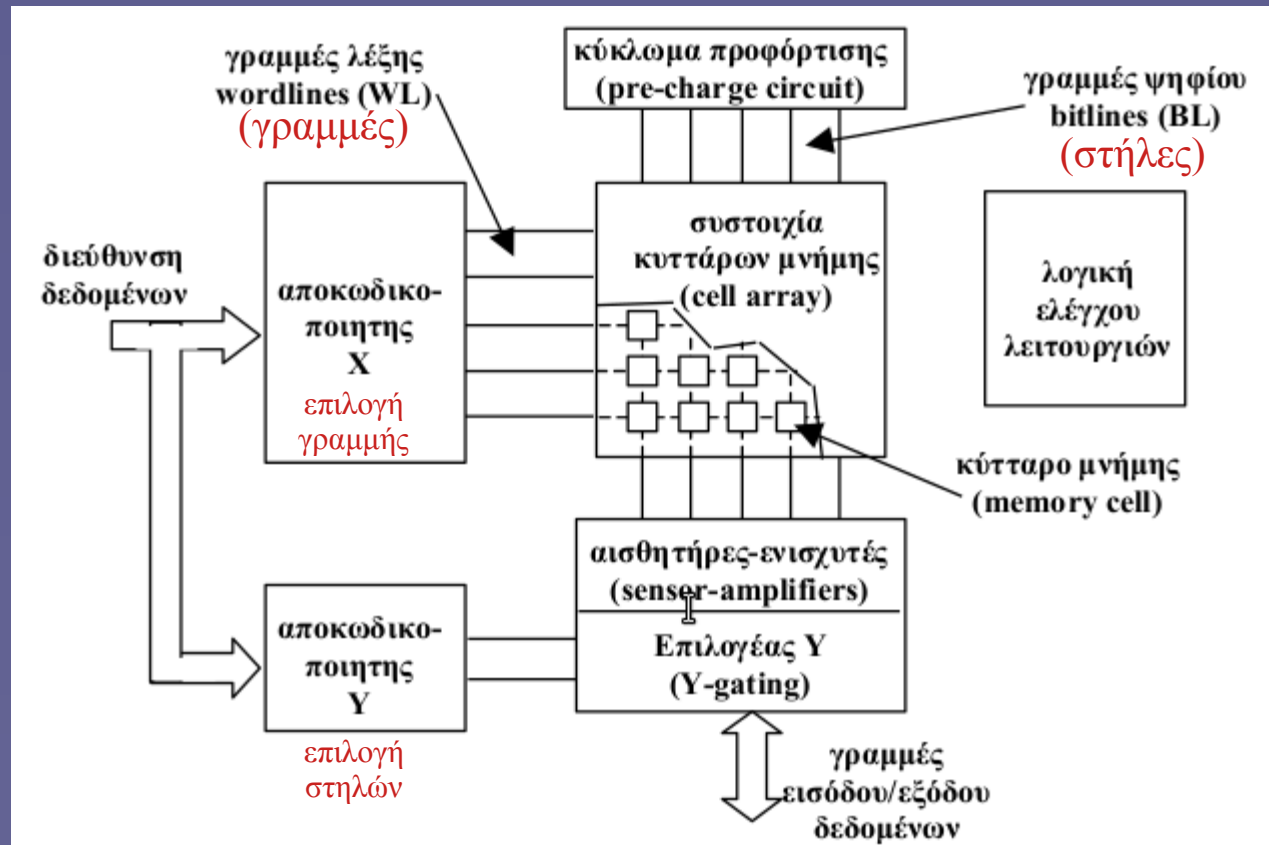 κύκλωμα προφόρτισης
(pre-charge circuit)
γραμμές λέξης
wordlines (WL)
(γραμμές)
γραμμές ψηφίου
bitlines (BL)
(στήλες)
διεύθυνση
δεδομένων
αποκωδικο-
ποιητης
X
επιλογή
γραμμής
συστοιχία
κυττάρων μνήμης
(cell array)
λογική
ελέγχου
λειτουργιών
κύτταρο μνήμης
(memory cell)
αισθητήρες-ενισχυτές
(senser-amplifiers)
αποκωδικο-
ποιητης
Y
επιλογή
στηλών
Επιλογέας Y
(Y-gating)
γραμμές
εισόδου/εξόδου
δεδομένων